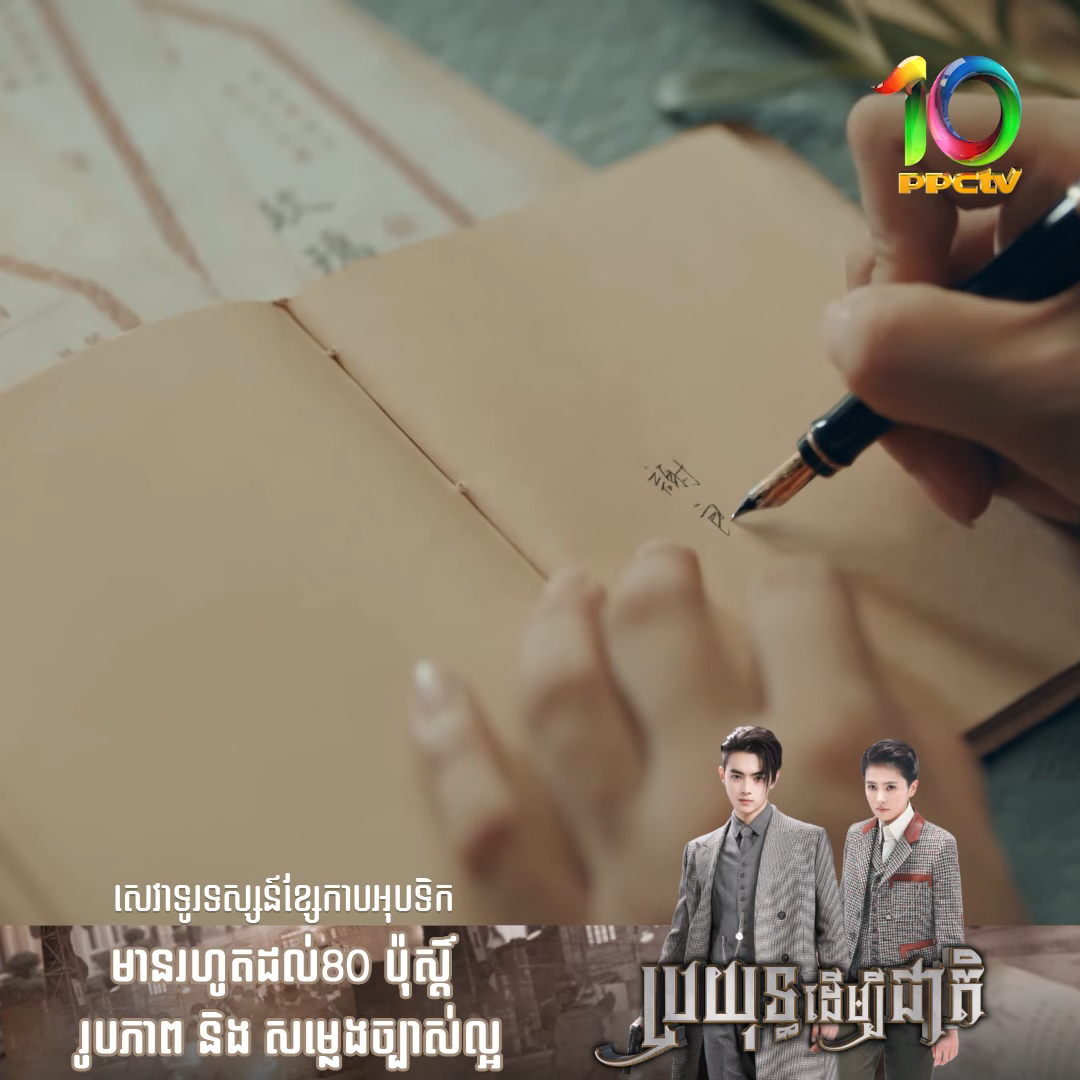 10
PPCtv
謝
សេវាទូរទស្សន៍ខ្សែកាបអុបទិក
មានរហូតដល់80 ប៉ុស្តិ៍
រូបភាព និង សម្លេងច្បាស់ល្អ
ប្រយុទ្ធដើម្បីជាតិ